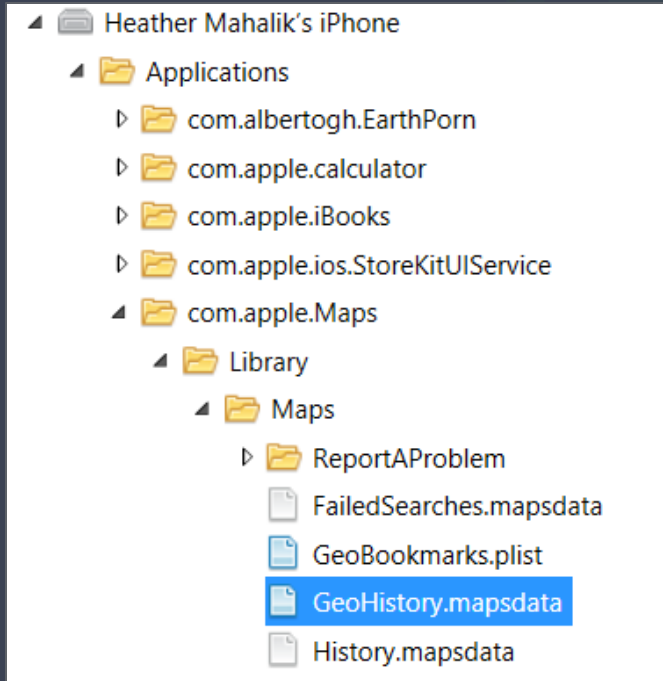 Heather Mahalik's iPhone
Applications
com.albertogh.EarthPorn
com.apple.calculator
com.apple.iBooks
com.apple.ios.StoreKitUIService
com.apple.Maps
Library
Maps
ReportAProblem
FailedSearches.mapsdata
GeoBookmarks.plist
GeoHistory.mapsdata
History.mapsdata